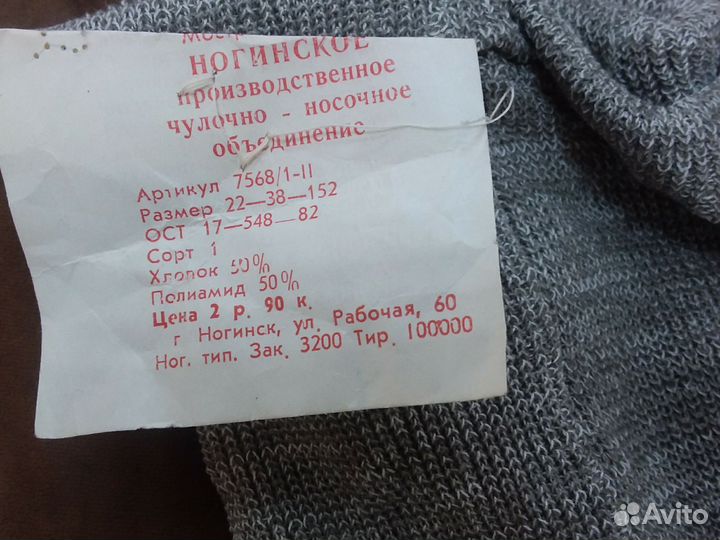 НОГИНСКОЕ
производственное
чулочно - носочное
объединение
Артикул 7568/1-II
Размер 22—38—152
ОСТ 17—548—82
Сорт 1
Хлопок 50%
Полиамид 50%
Цена 2 р. 90 к.
г Ногинск, ул. Рабочая, 60
Ног. тип. Зак. 3200 Тир. 100000
Avito